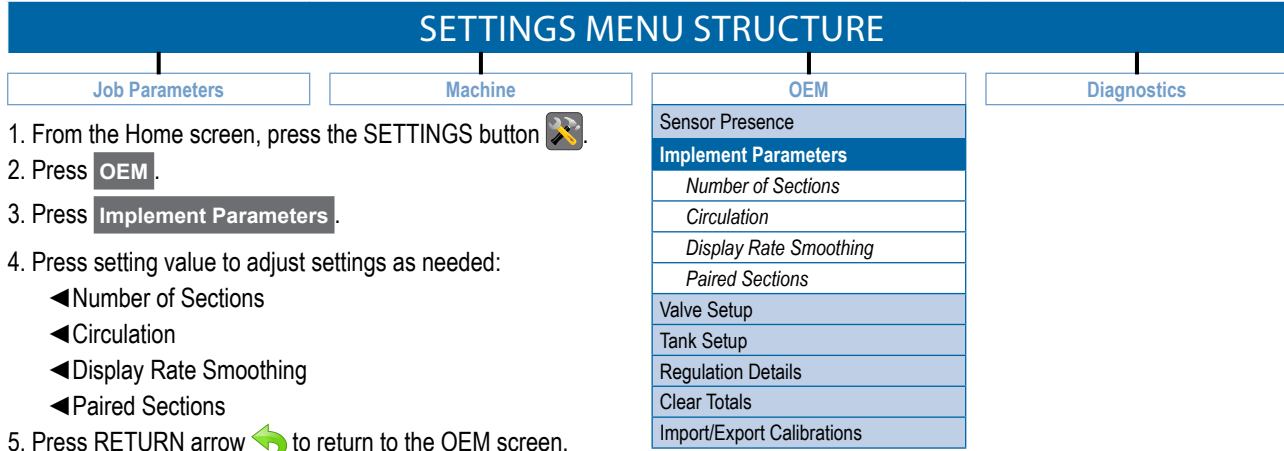 SETTINGS MENU STRUCTURE
Job Parameters
Machine
OEM
Diagnostics
1. From the Home screen, press the SETTINGS button .
2. Press OEM .
3. Press Implement Parameters .
4. Press setting value to adjust settings as needed:
◄Number of Sections
◄Circulation
◄Display Rate Smoothing
◄Paired Sections
5. Press RETURN arrow to return to the OEM screen.
Sensor Presence
Implement Parameters
Number of Sections
Circulation
Display Rate Smoothing
Paired Sections
Valve Setup
Tank Setup
Regulation Details
Clear Totals
Import/Export Calibrations